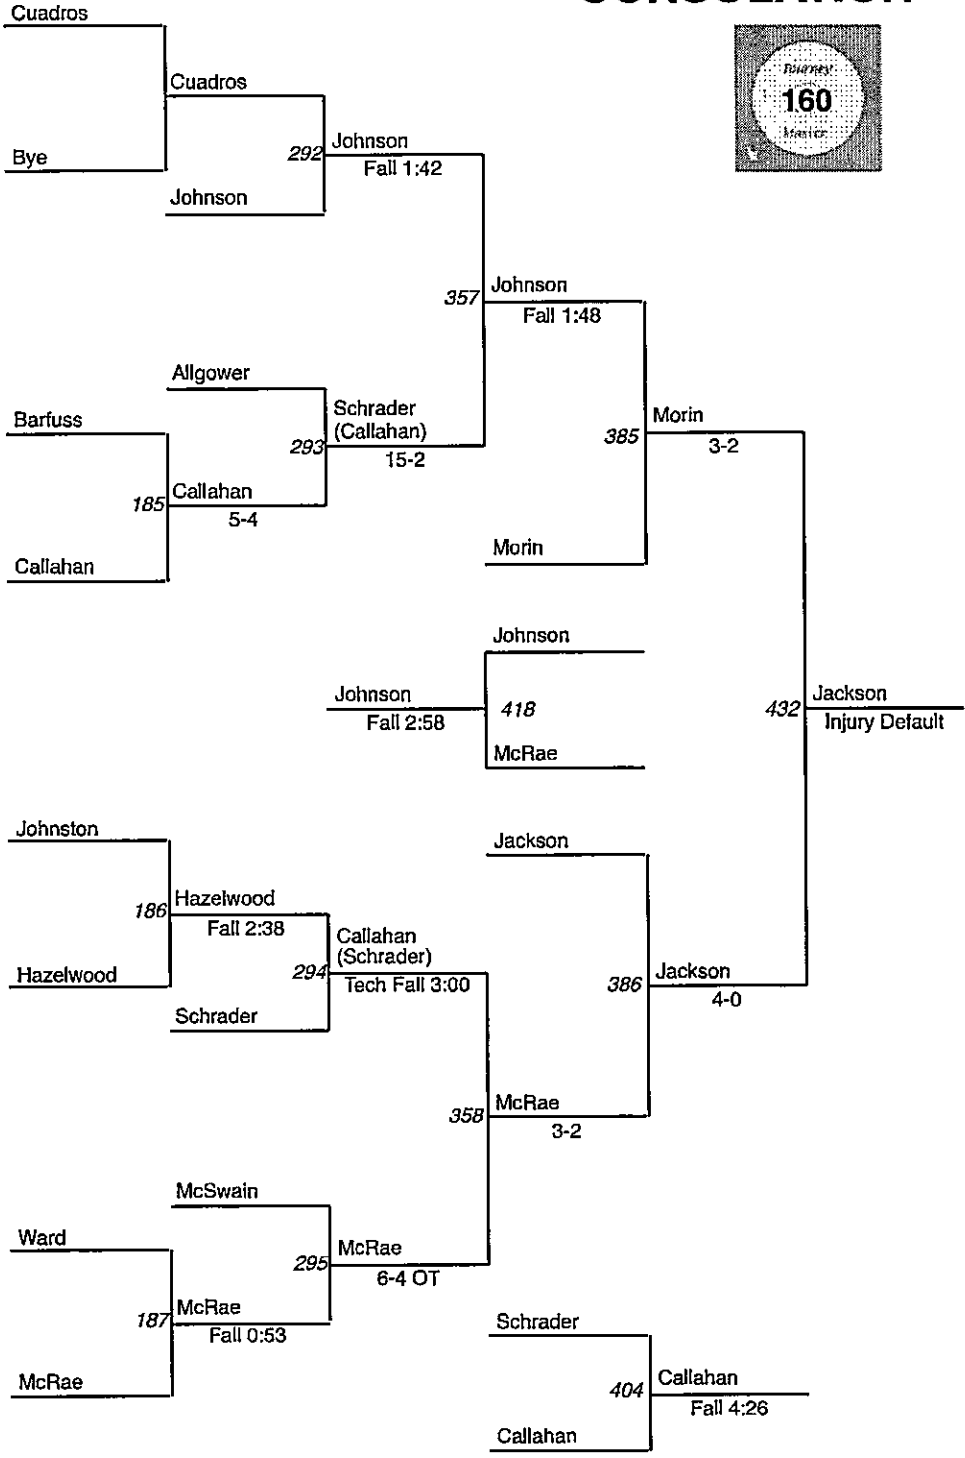 CONSOLATION
Cuadros
Tourney
160
Master
Cuadros
292
Johnson
Fall 1:42
Bye
Johnson
357
Johnson
Fall 1:48
Allgower
Barfuss
293
Schrader
(Callahan)
15-2
385
Morin
3-2
185
Callahan
5-4
Callahan
Morin
Johnson
Johnson
Fall 2:58
418
432
Jackson
Injury Default
McRae
Johnston
Jackson
186
Hazelwood
Fall 2:38
294
Callahan
(Schrader)
Tech Fall 3:00
Hazelwood
386
Jackson
4-0
Schrader
358
McRae
3-2
McSwain
Ward
295
McRae
6-4 OT
187
McRae
Fall 0:53
McRae
Schrader
404
Callahan
Fall 4:26
Callahan